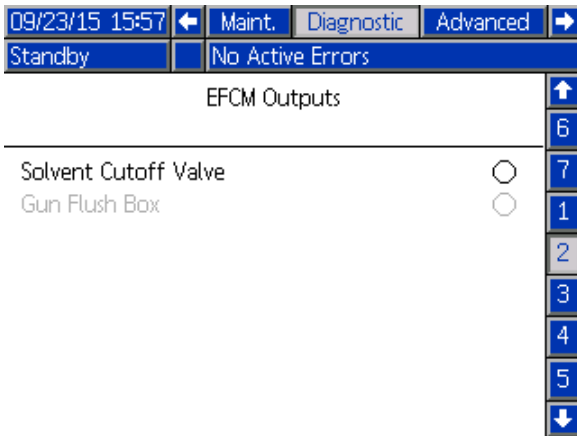 09/23/15 15:57 Maint. Diagnostic Advanced
Standby No Active Errors
EFCM Outputs
6
Solvent Cutoff Valve 7
Gun Flush Box 1
2
3
4
5